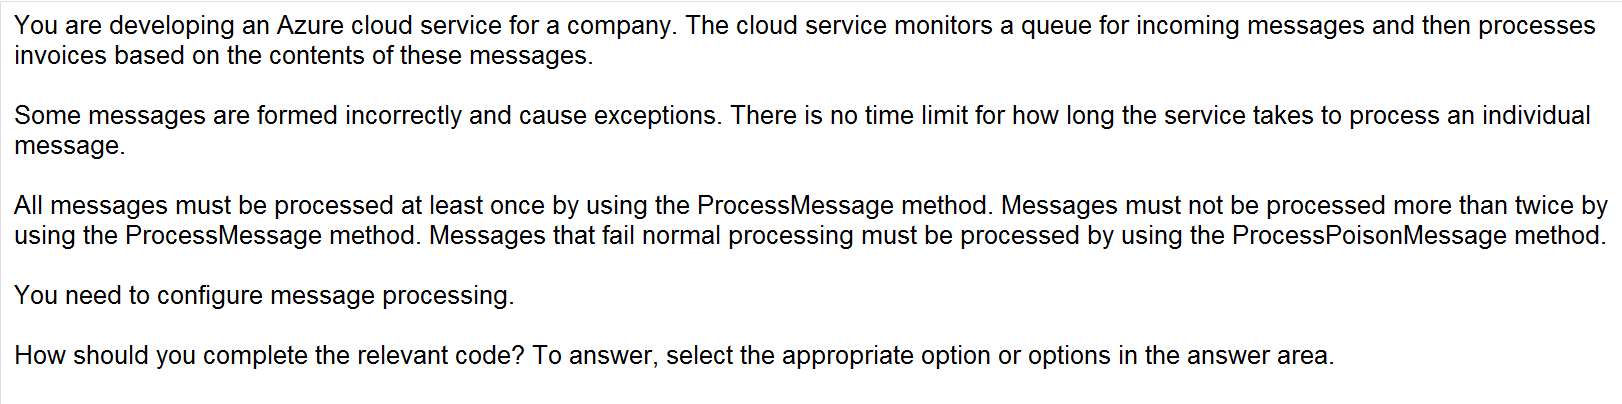 You are developing an Azure cloud service for a company. The cloud service monitors a queue for incoming messages and then processes
invoices based on the contents of these messages.
Some messages are formed incorrectly and cause exceptions. There is no time limit for how long the service takes to process an individual
message.
All messages must be processed at least once by using the ProcessMessage method. Messages must not be processed more than twice by
using the ProcessMessage method. Messages that fail normal processing must be processed by using the ProcessPoisonMessage method.
You need to configure message processing.
How should you complete the relevant code? To answer, select the appropriate option or options in the answer area.